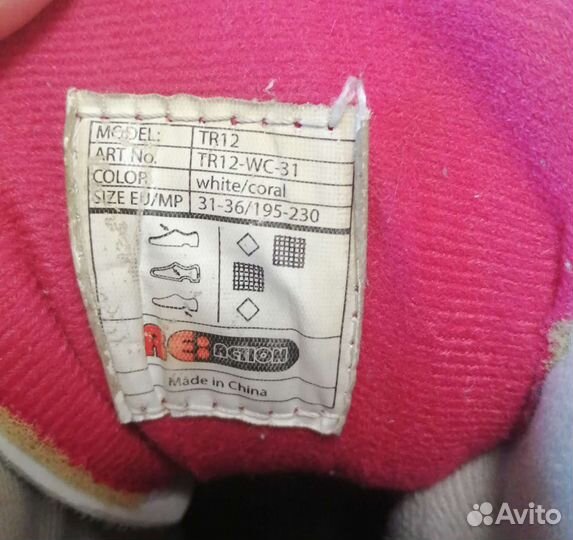 MODEL: TR12
ART No. TR12-WC-31
COLOR white/coral
SIZE EU/MP 31-36/195-230
RE:ACTION
Made in China
Avito